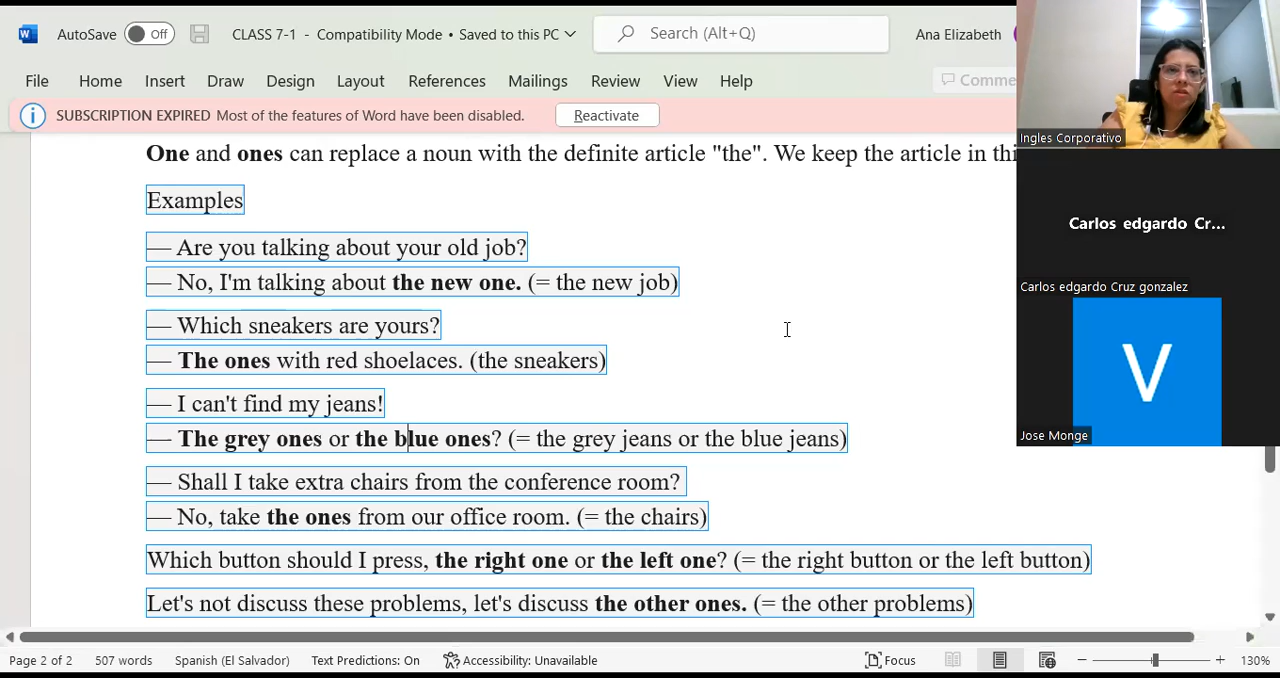 AutoSave Off CLASS 7-1 - Compatibility Mode • Saved to this PC Search (Alt+Q) Ana Elizabeth
File Home Insert Draw Design Layout References Mailings Review View Help Comme
SUBSCRIPTION EXPIRED Most of the features of Word have been disabled. Reactivate
Ingles Corporativo
One and ones can replace a noun with the definite article "the". We keep the article in thi
Examples
Carlos edgardo Cr...
— Are you talking about your old job?
— No, I'm talking about the new one. (= the new job)
Carlos edgardo Cruz gonzalez
— Which sneakers are yours?
— The ones with red shoelaces. (the sneakers)
V
— I can't find my jeans!
— The grey ones or the blue ones? (= the grey jeans or the blue jeans)
Jose Monge
— Shall I take extra chairs from the conference room?
— No, take the ones from our office room. (= the chairs)
Which button should I press, the right one or the left one? (= the right button or the left button)
Let's not discuss these problems, let's discuss the other ones. (= the other problems)
Page 2 of 2 507 words Spanish (El Salvador) Text Predictions: On Accessibility: Unavailable Focus 130%